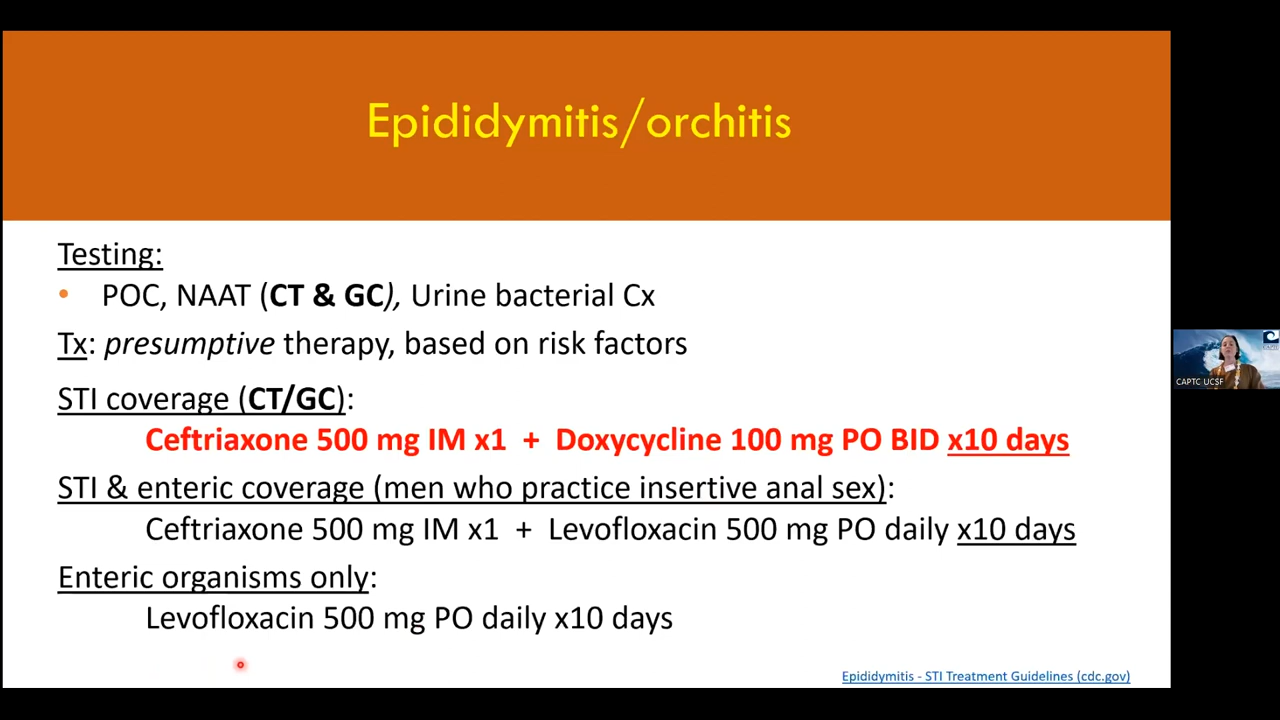 Epididymitis/orchitis
Testing:
• POC, NAAT (CT & GC), Urine bacterial Cx
Tx: presumptive therapy, based on risk factors
STI coverage (CT/GC):
Ceftriaxone 500 mg IM x1 + Doxycycline 100 mg PO BID x10 days
STI & enteric coverage (men who practice insertive anal sex):
Ceftriaxone 500 mg IM x1 + Levofloxacin 500 mg PO daily x10 days
Enteric organisms only:
Levofloxacin 500 mg PO daily x10 days
Epididymitis - STI Treatment Guidelines (cdc.gov)
CAPTC UCSF